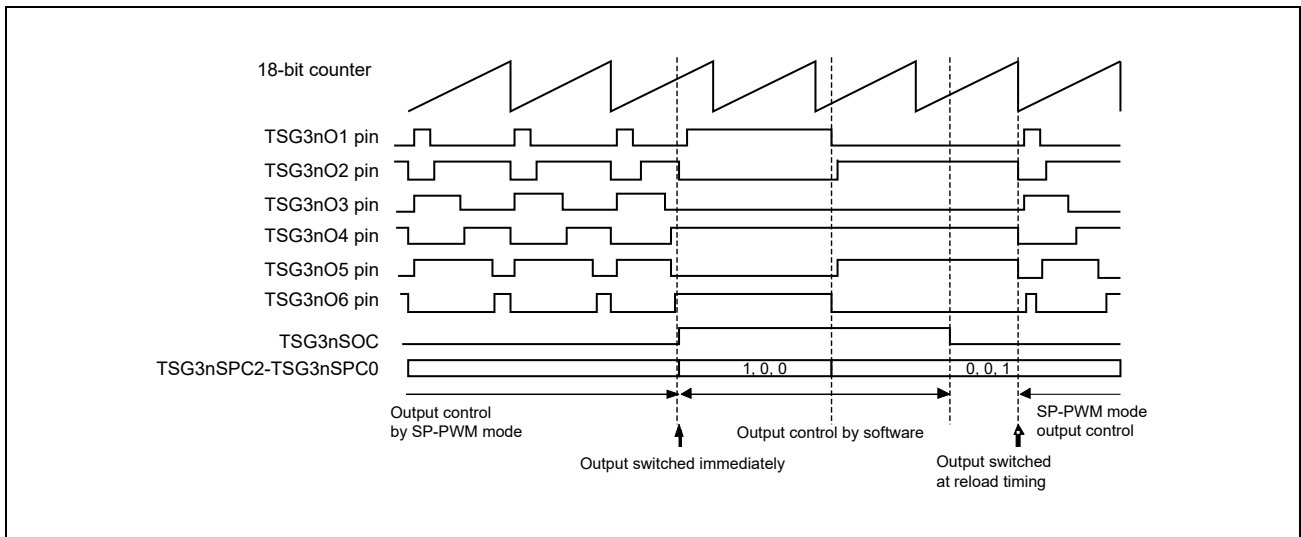 18-bit counter
TSG3nO1 pin
TSG3nO2 pin
TSG3nO3 pin
TSG3nO4 pin
TSG3nO5 pin
TSG3nO6 pin
TSG3nSOC
TSG3nSPC2-TSG3nSPC0
1, 0, 0
0, 0, 1
Output control
by SP-PWM mode
Output control by software
SP-PWM mode
output control
Output switched immediately
Output switched
at reload timing